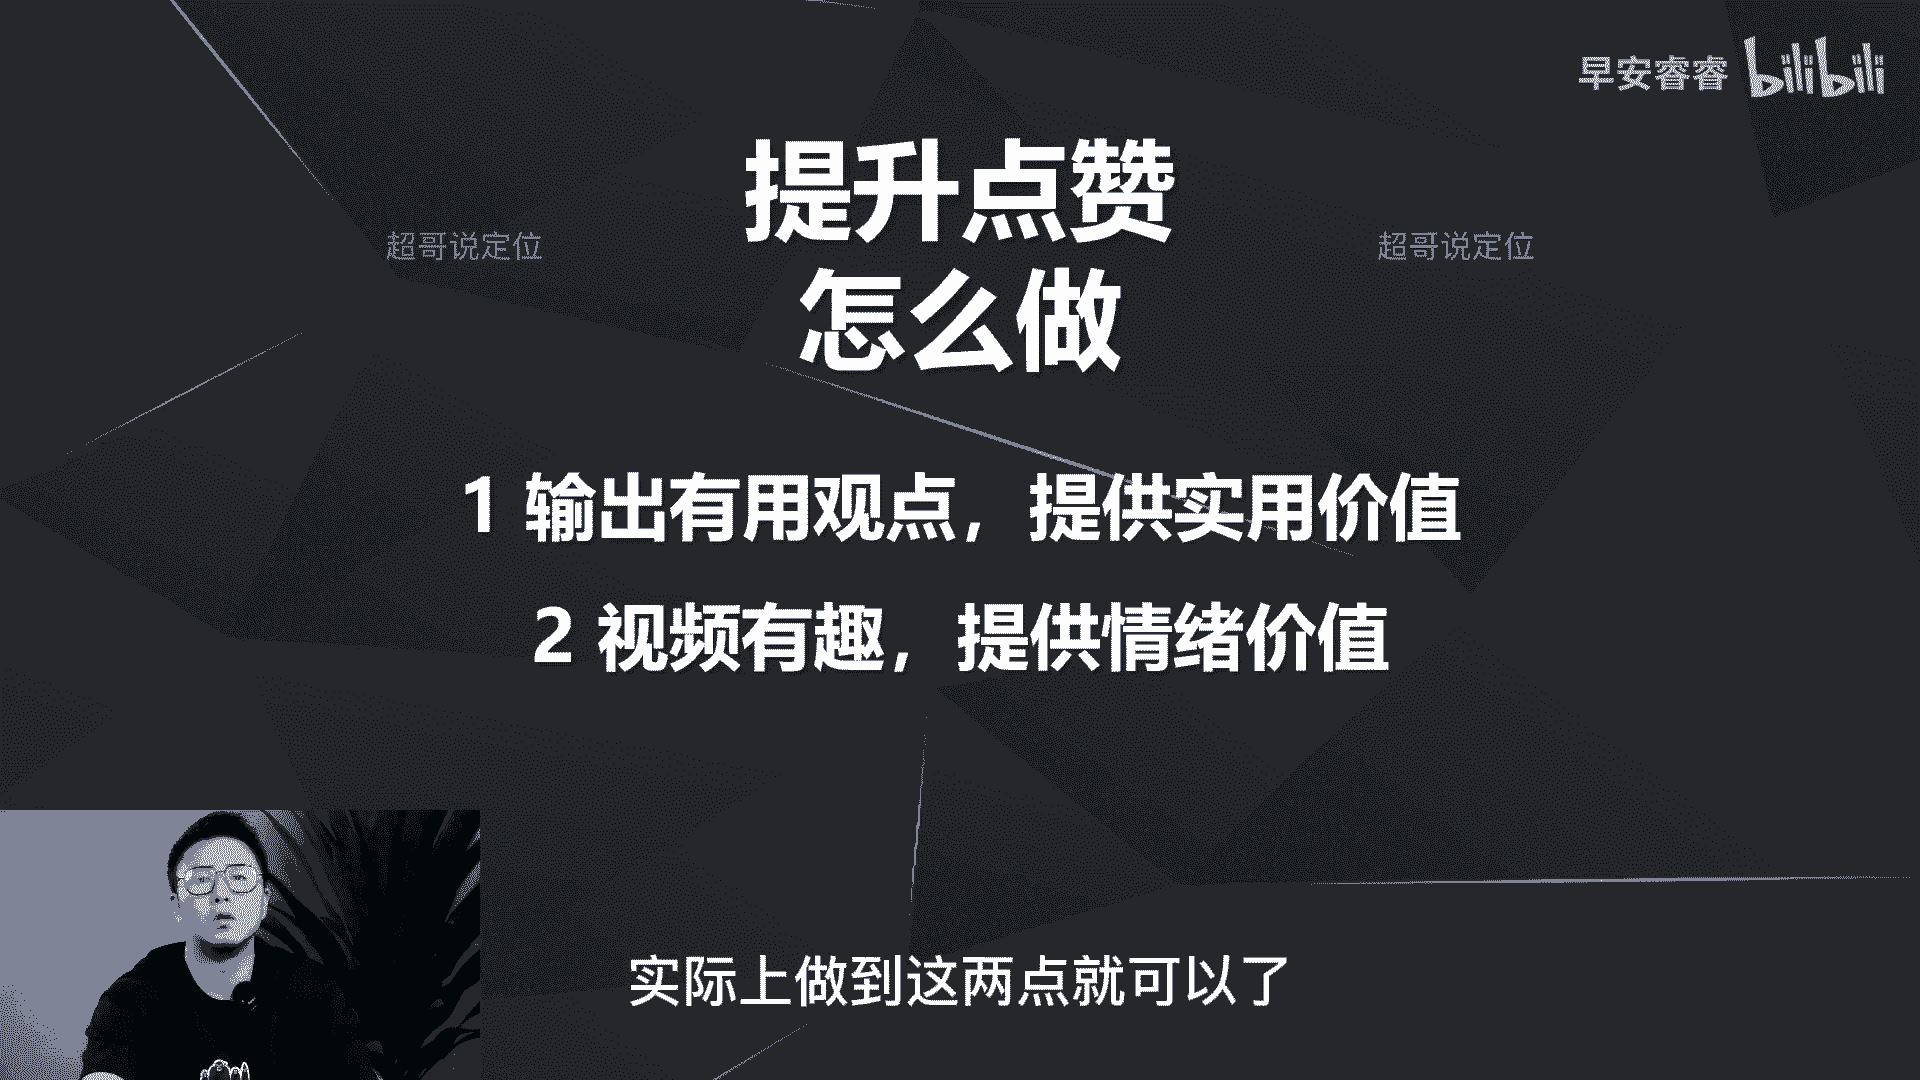 早安睿睿 bilibili
提升点赞
怎么做
超哥说定位
超哥说定位
1 输出有用观点，提供实用价值
2 视频有趣，提供情绪价值
实际上做到这两点就可以了